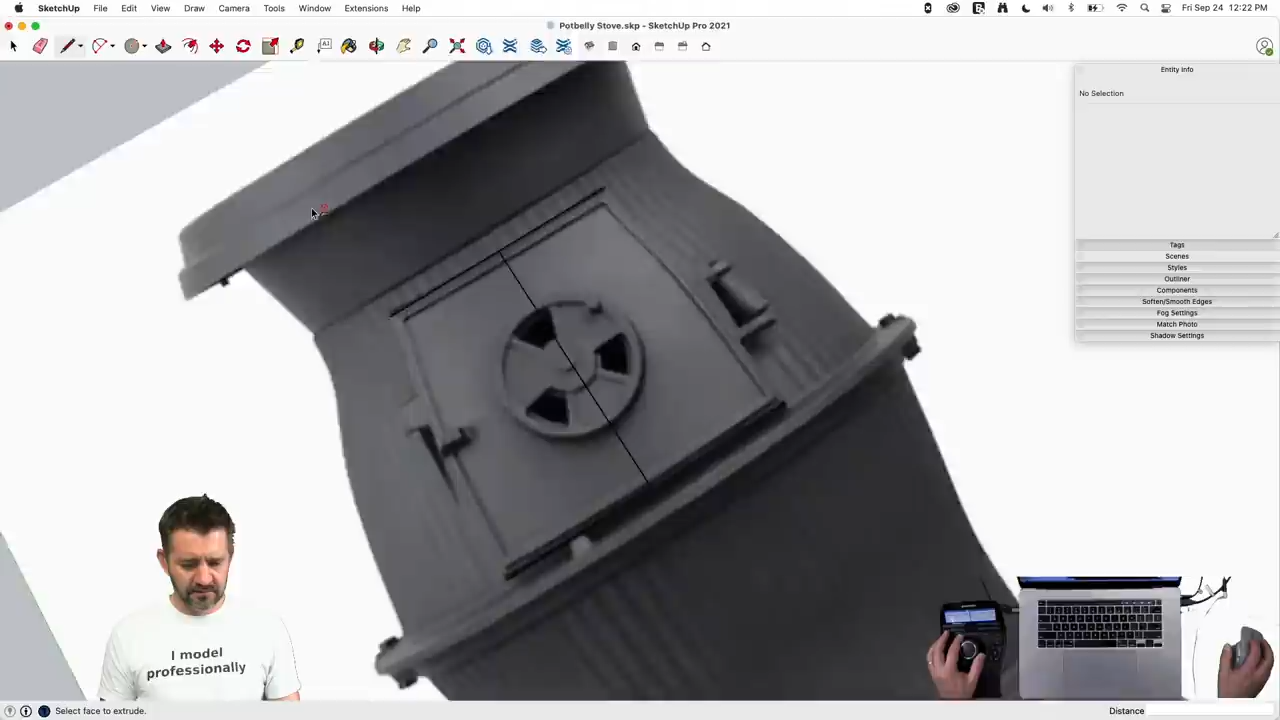 SketchUp File Edit View Draw Camera Tools Window Extensions Help Fri Sep 24 12:22 PM
Potbelly Stove.skp - SketchUp Pro 2021
Entity Info
No Selection
Tags
Scenes
Styles
Outliner
Components
Soften/Smooth Edges
Fog Settings
Match Photo
Shadow Settings
I model
professionally
Select face to extrude. Distance